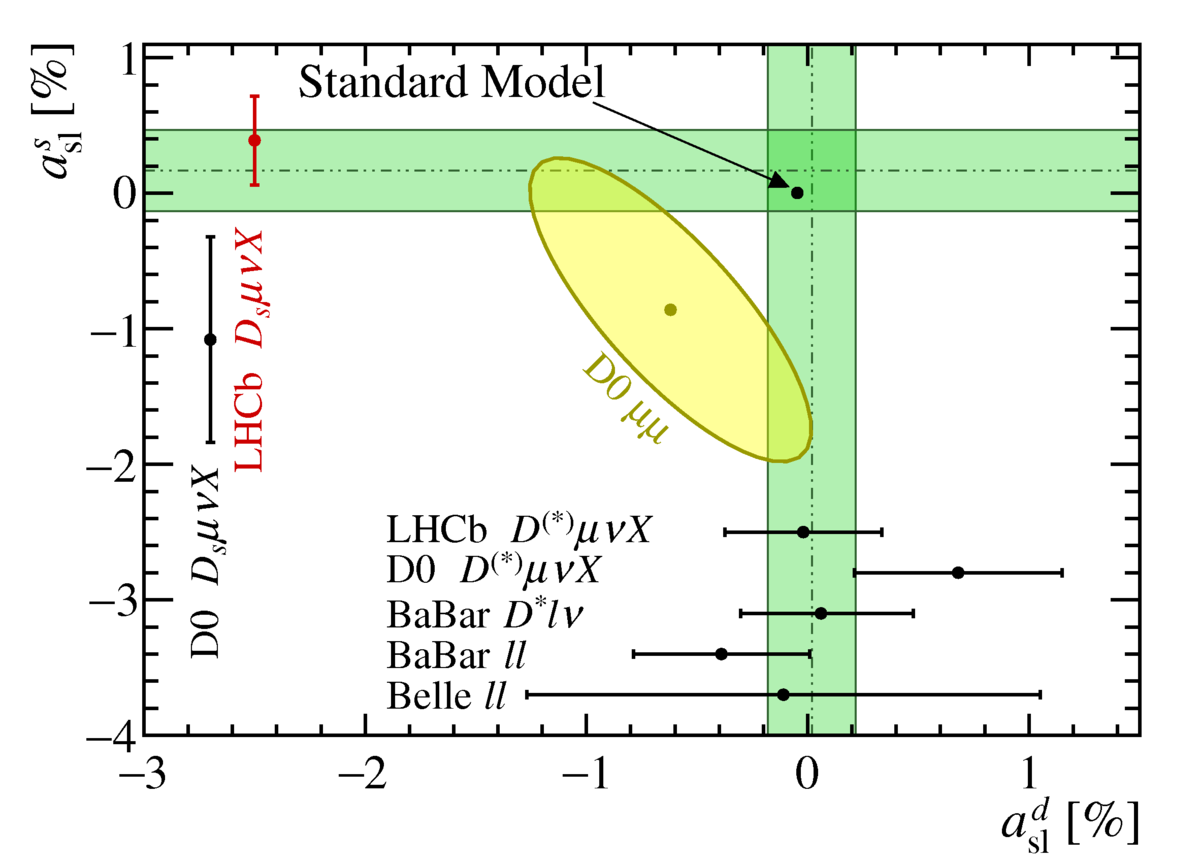 a^s_sl [%]
1
0
−1
−2
−3
−4
Standard Model
LHCb D_sμνX
D0 D_sμνX
D0 μμ
LHCb D^(*)μνX
D0 D^(*)μνX
BaBar D^*lν
BaBar ll
Belle ll
−3 −2 −1 0 1
a^d_sl [%]